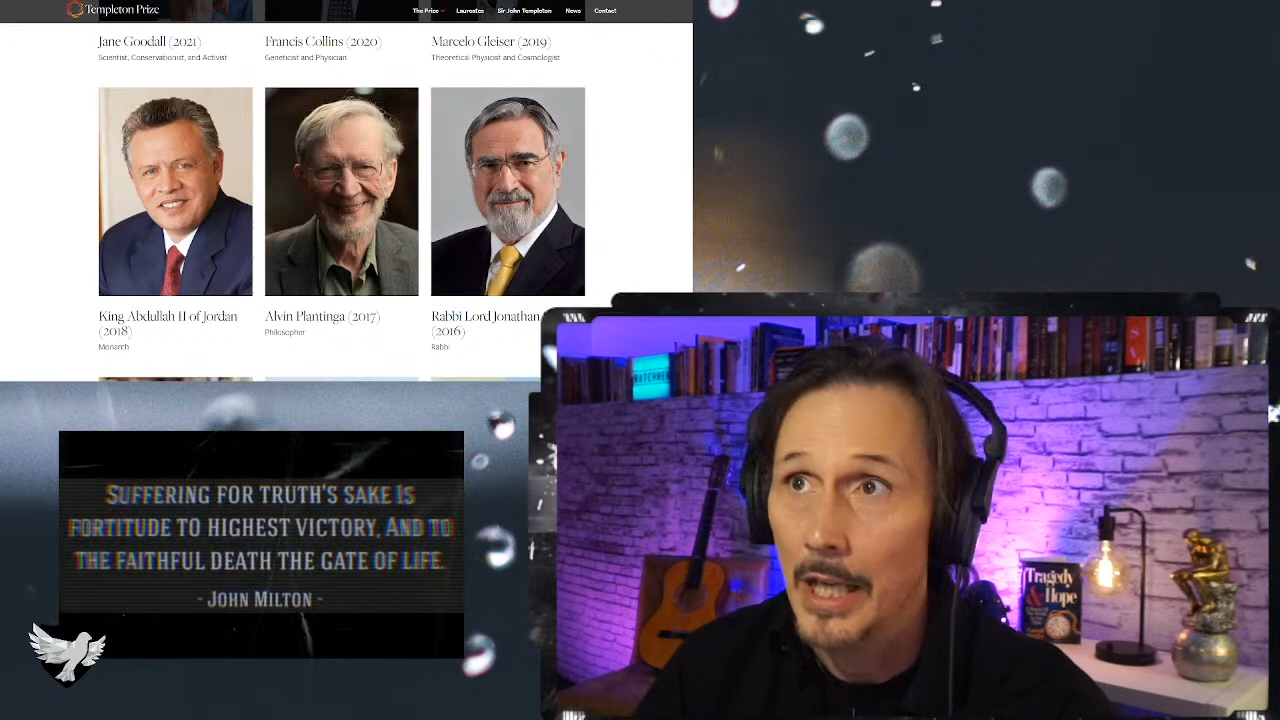 Templeton Prize
The Prize
Laureates
Sir John Templeton
News
Contact
Jane Goodall (2021)
Scientist, Conservationist, and Activist
Francis Collins (2020)
Geneticist and Physician
Marcelo Gleiser (2019)
Theoretical Physicist and Cosmologist
King Abdullah II of Jordan
(2018)
Monarch
Alvin Plantinga (2017)
Philosopher
Rabbi Lord Jonathan
(2016)
Rabbi
SUFFERING FOR TRUTH'S SAKE IS
FORTITUDE TO HIGHEST VICTORY, AND TO
THE FAITHFUL DEATH THE GATE OF LIFE.
- JOHN MILTON -
WATCHMEN
Tragedy
& Hope